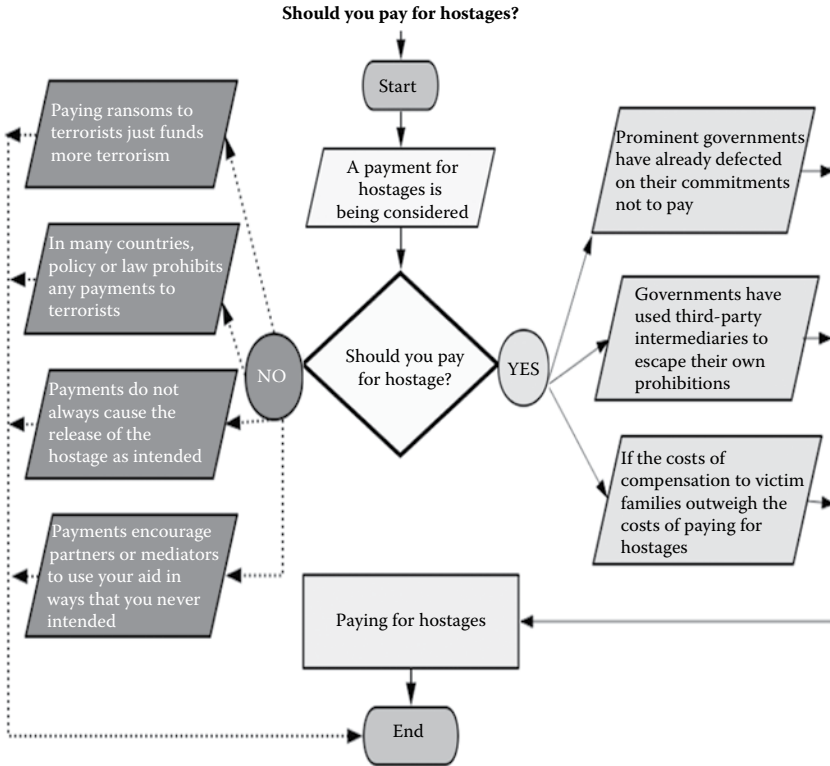 Should you pay for hostages?
Start
A payment for
hostages is
being considered
Should you pay
for hostage?
NO
Paying ransoms to
terrorists just funds
more terrorism
In many countries,
policy or law prohibits
any payments to
terrorists
Payments do not
always cause the
release of the
hostage as intended
Payments encourage
partners or mediators
to use your aid in
ways that you never
intended
YES
Prominent governments
have already defected
on their commitments
not to pay
Governments have
used third-party
intermediaries to
escape their own
prohibitions
If the costs of
compensation to victim
families outweigh the
costs of paying for
hostages
Paying for hostages
End